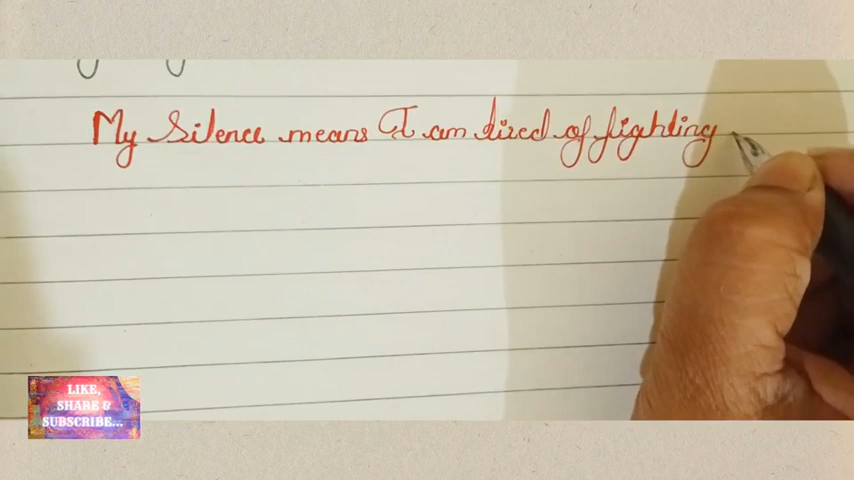 My Silence means I am tired of fighting
LIKE,
SHARE &
SUBSCRIBE...